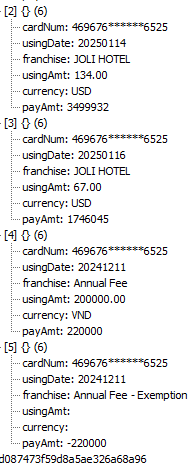 [2] {} (6)
cardNum: 469676******6525
usingDate: 20250114
franchise: JOLI HOTEL
usingAmt: 134.00
currency: USD
payAmt: 3499932
[3] {} (6)
cardNum: 469676******6525
usingDate: 20250116
franchise: JOLI HOTEL
usingAmt: 67.00
currency: USD
payAmt: 1746045
[4] {} (6)
cardNum: 469676******6525
usingDate: 20241211
franchise: Annual Fee
usingAmt: 200000.00
currency: VND
payAmt: 220000
[5] {} (6)
cardNum: 469676******6525
usingDate: 20241211
franchise: Annual Fee - Exemption
usingAmt:
currency:
payAmt: -220000
d087473f59d8a5ae326a68a96